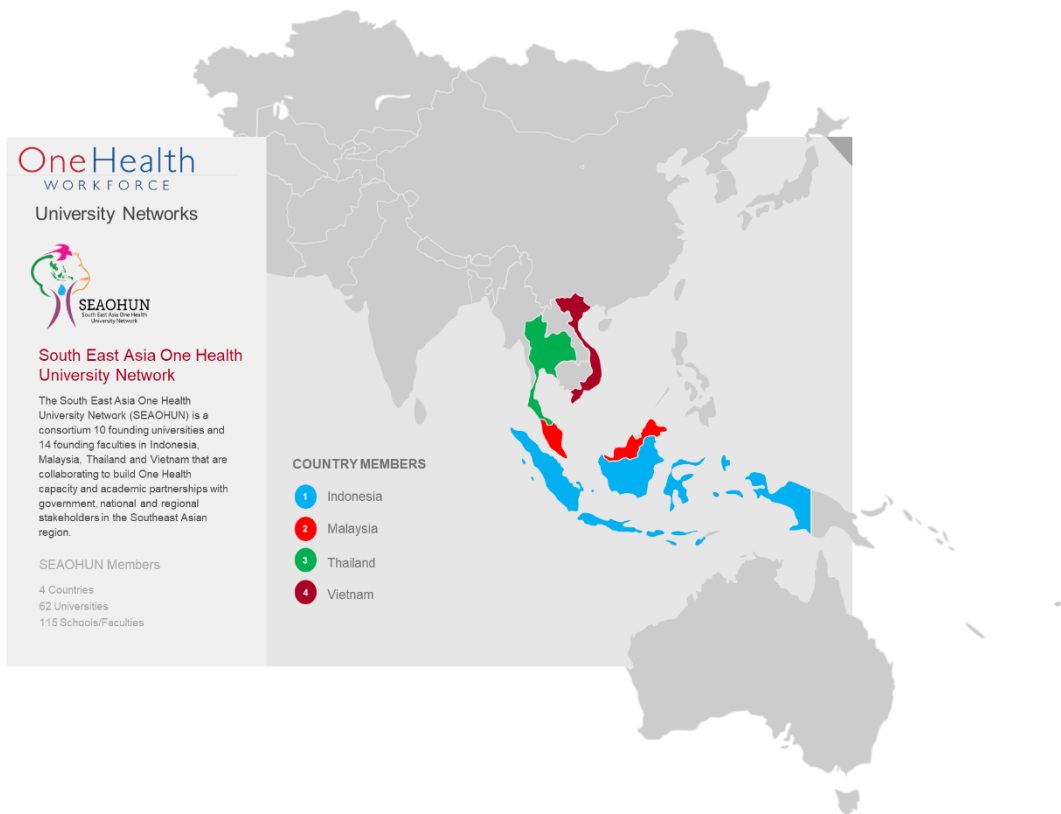 OneHealth
WORKFORCE
University Networks
SEAOHUN
South East Asia One Health
University Network
South East Asia One Health
University Network
The South East Asia One Health
University Network (SEAOHUN) is a
consortium 10 founding universities and
14 founding faculties in Indonesia,
Malaysia, Thailand and Vietnam that are
collaborating to build One Health
capacity and academic partnerships with
government, national and regional
stakeholders in the Southeast Asian
region.
SEAOHUN Members
4 Countries
62 Universities
115 Schools/Faculties
COUNTRY MEMBERS
1 Indonesia
2 Malaysia
3 Thailand
4 Vietnam